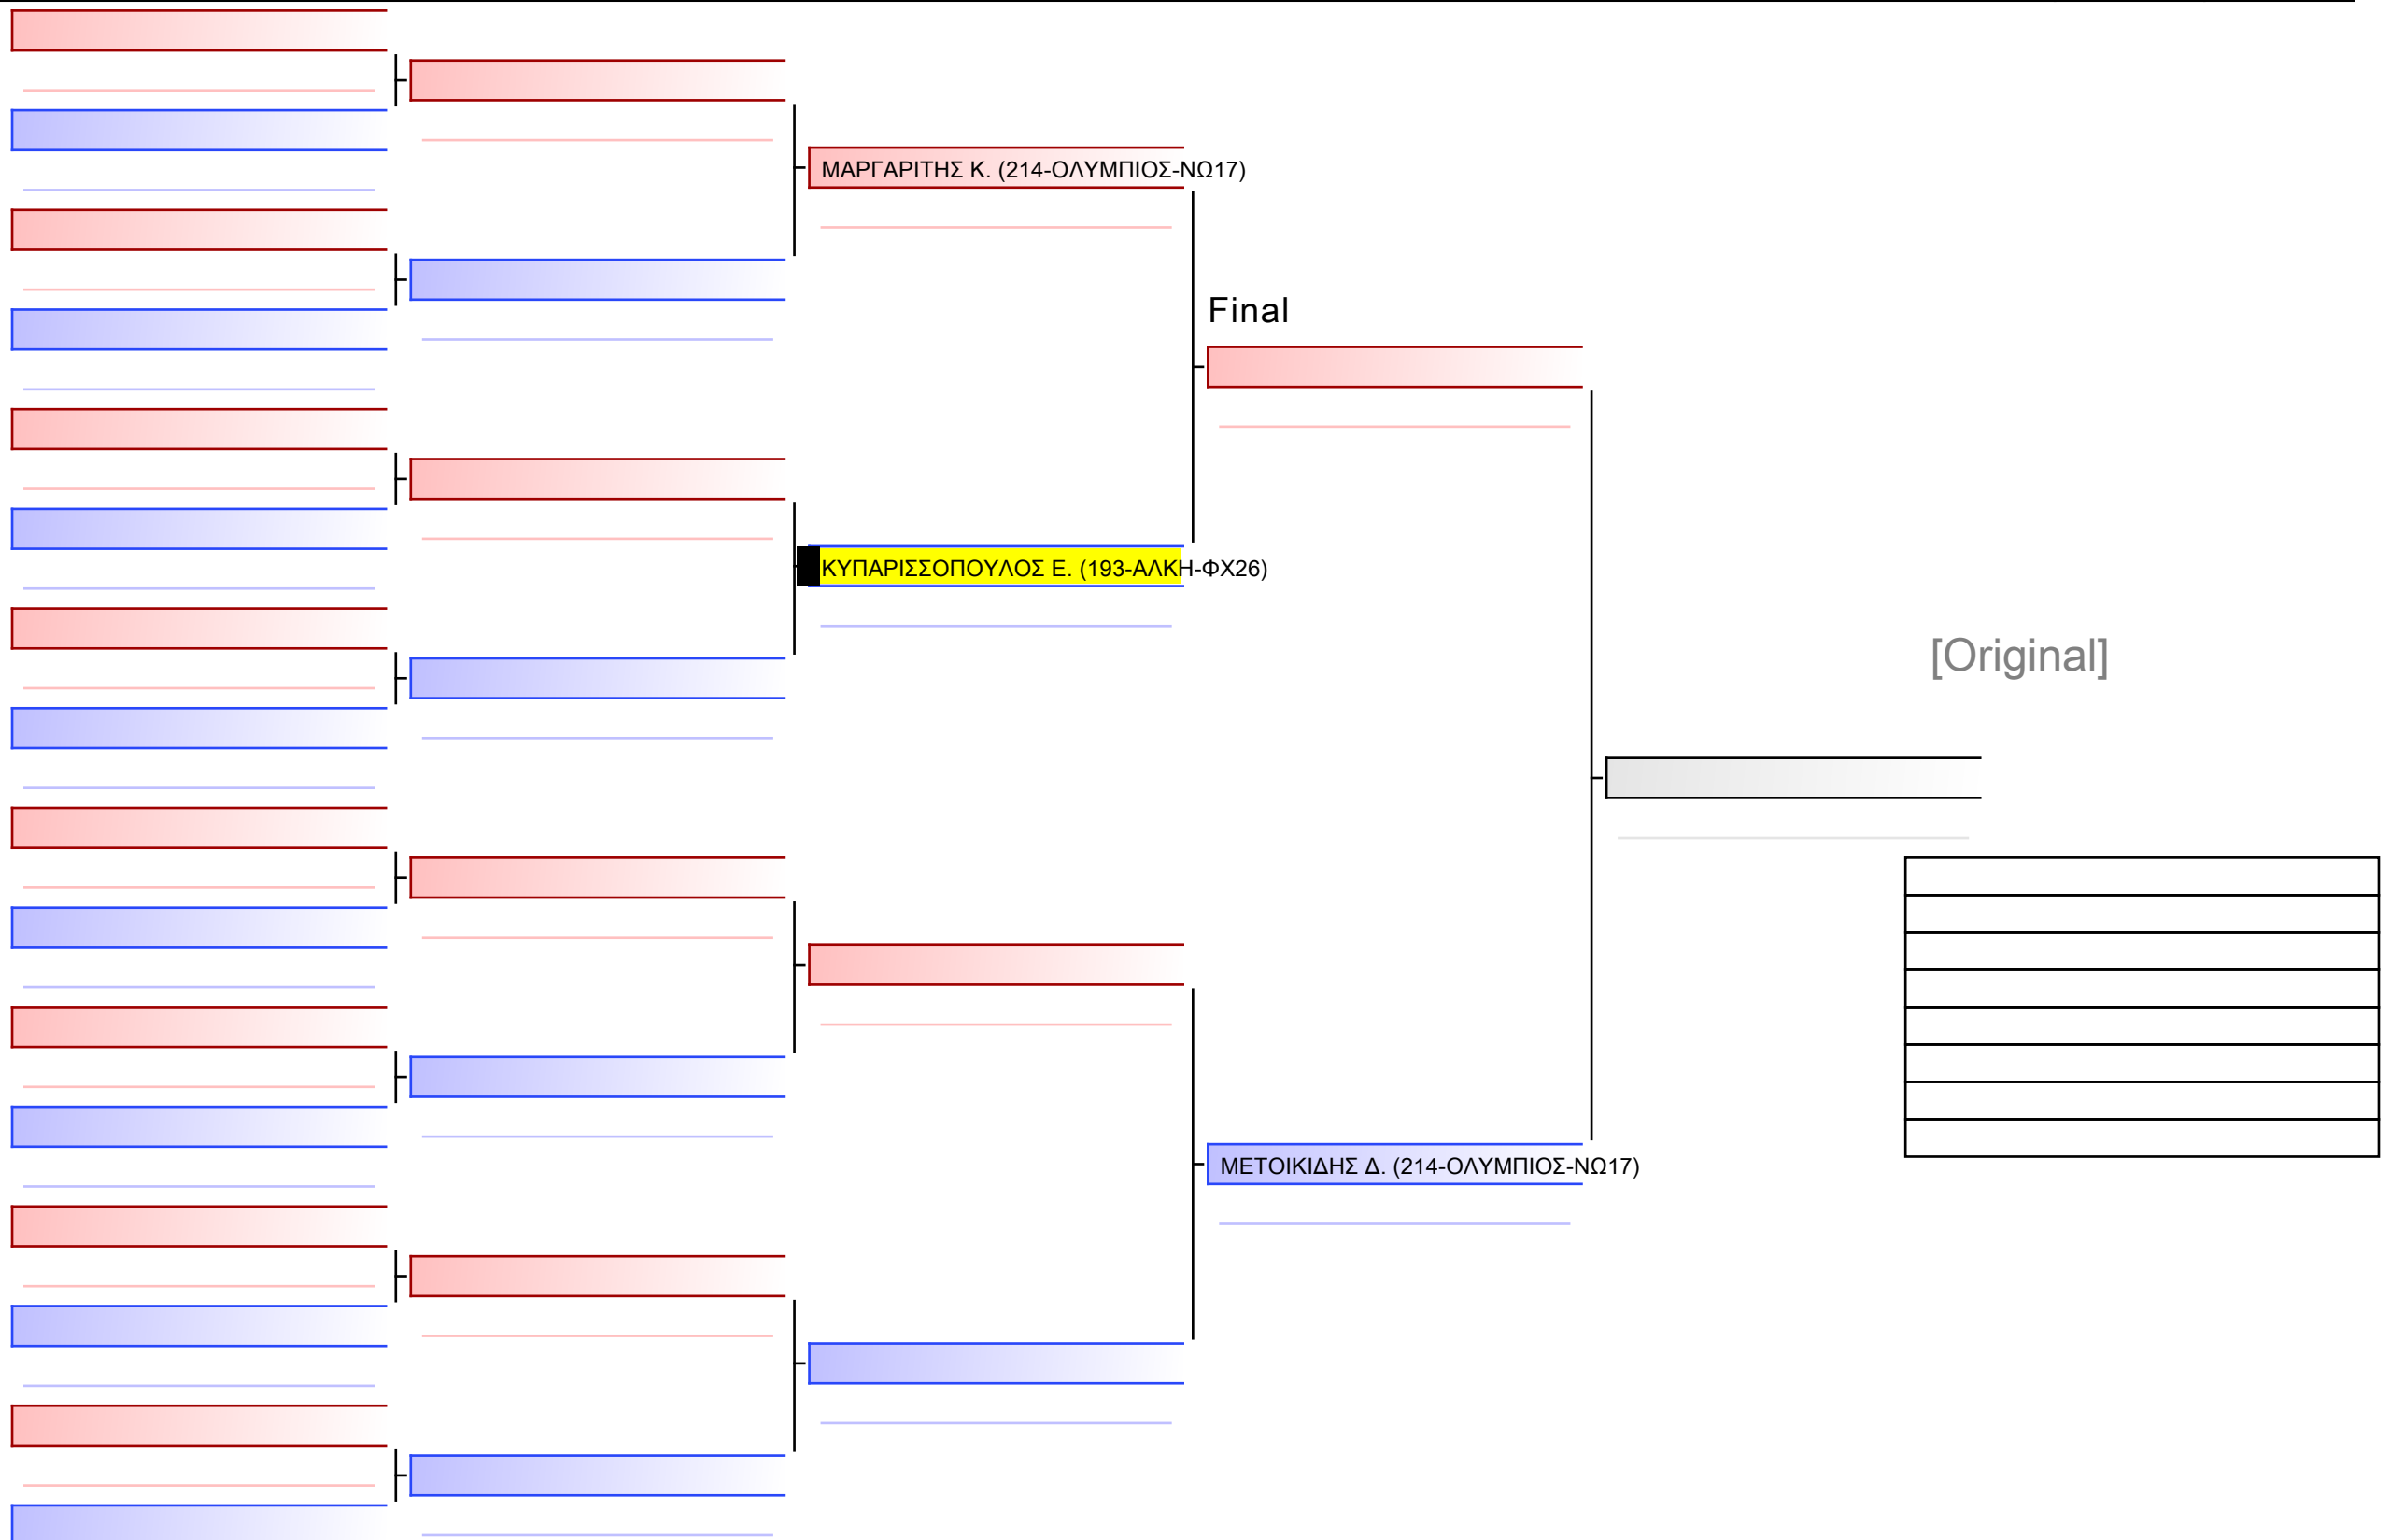 ΜΑΡΓΑΡΙΤΗΣ Κ. (214-ΟΛΥΜΠΙΟΣ-ΝΩ17)
Final
ΚΥΠΑΡΙΣΣΟΠΟΥΛΟΣ Ε. (193-ΑΛΚΗ-ΦΧ26)
[Original]
ΜΕΤΟΙΚΙΔΗΣ Δ. (214-ΟΛΥΜΠΙΟΣ-ΝΩ17)